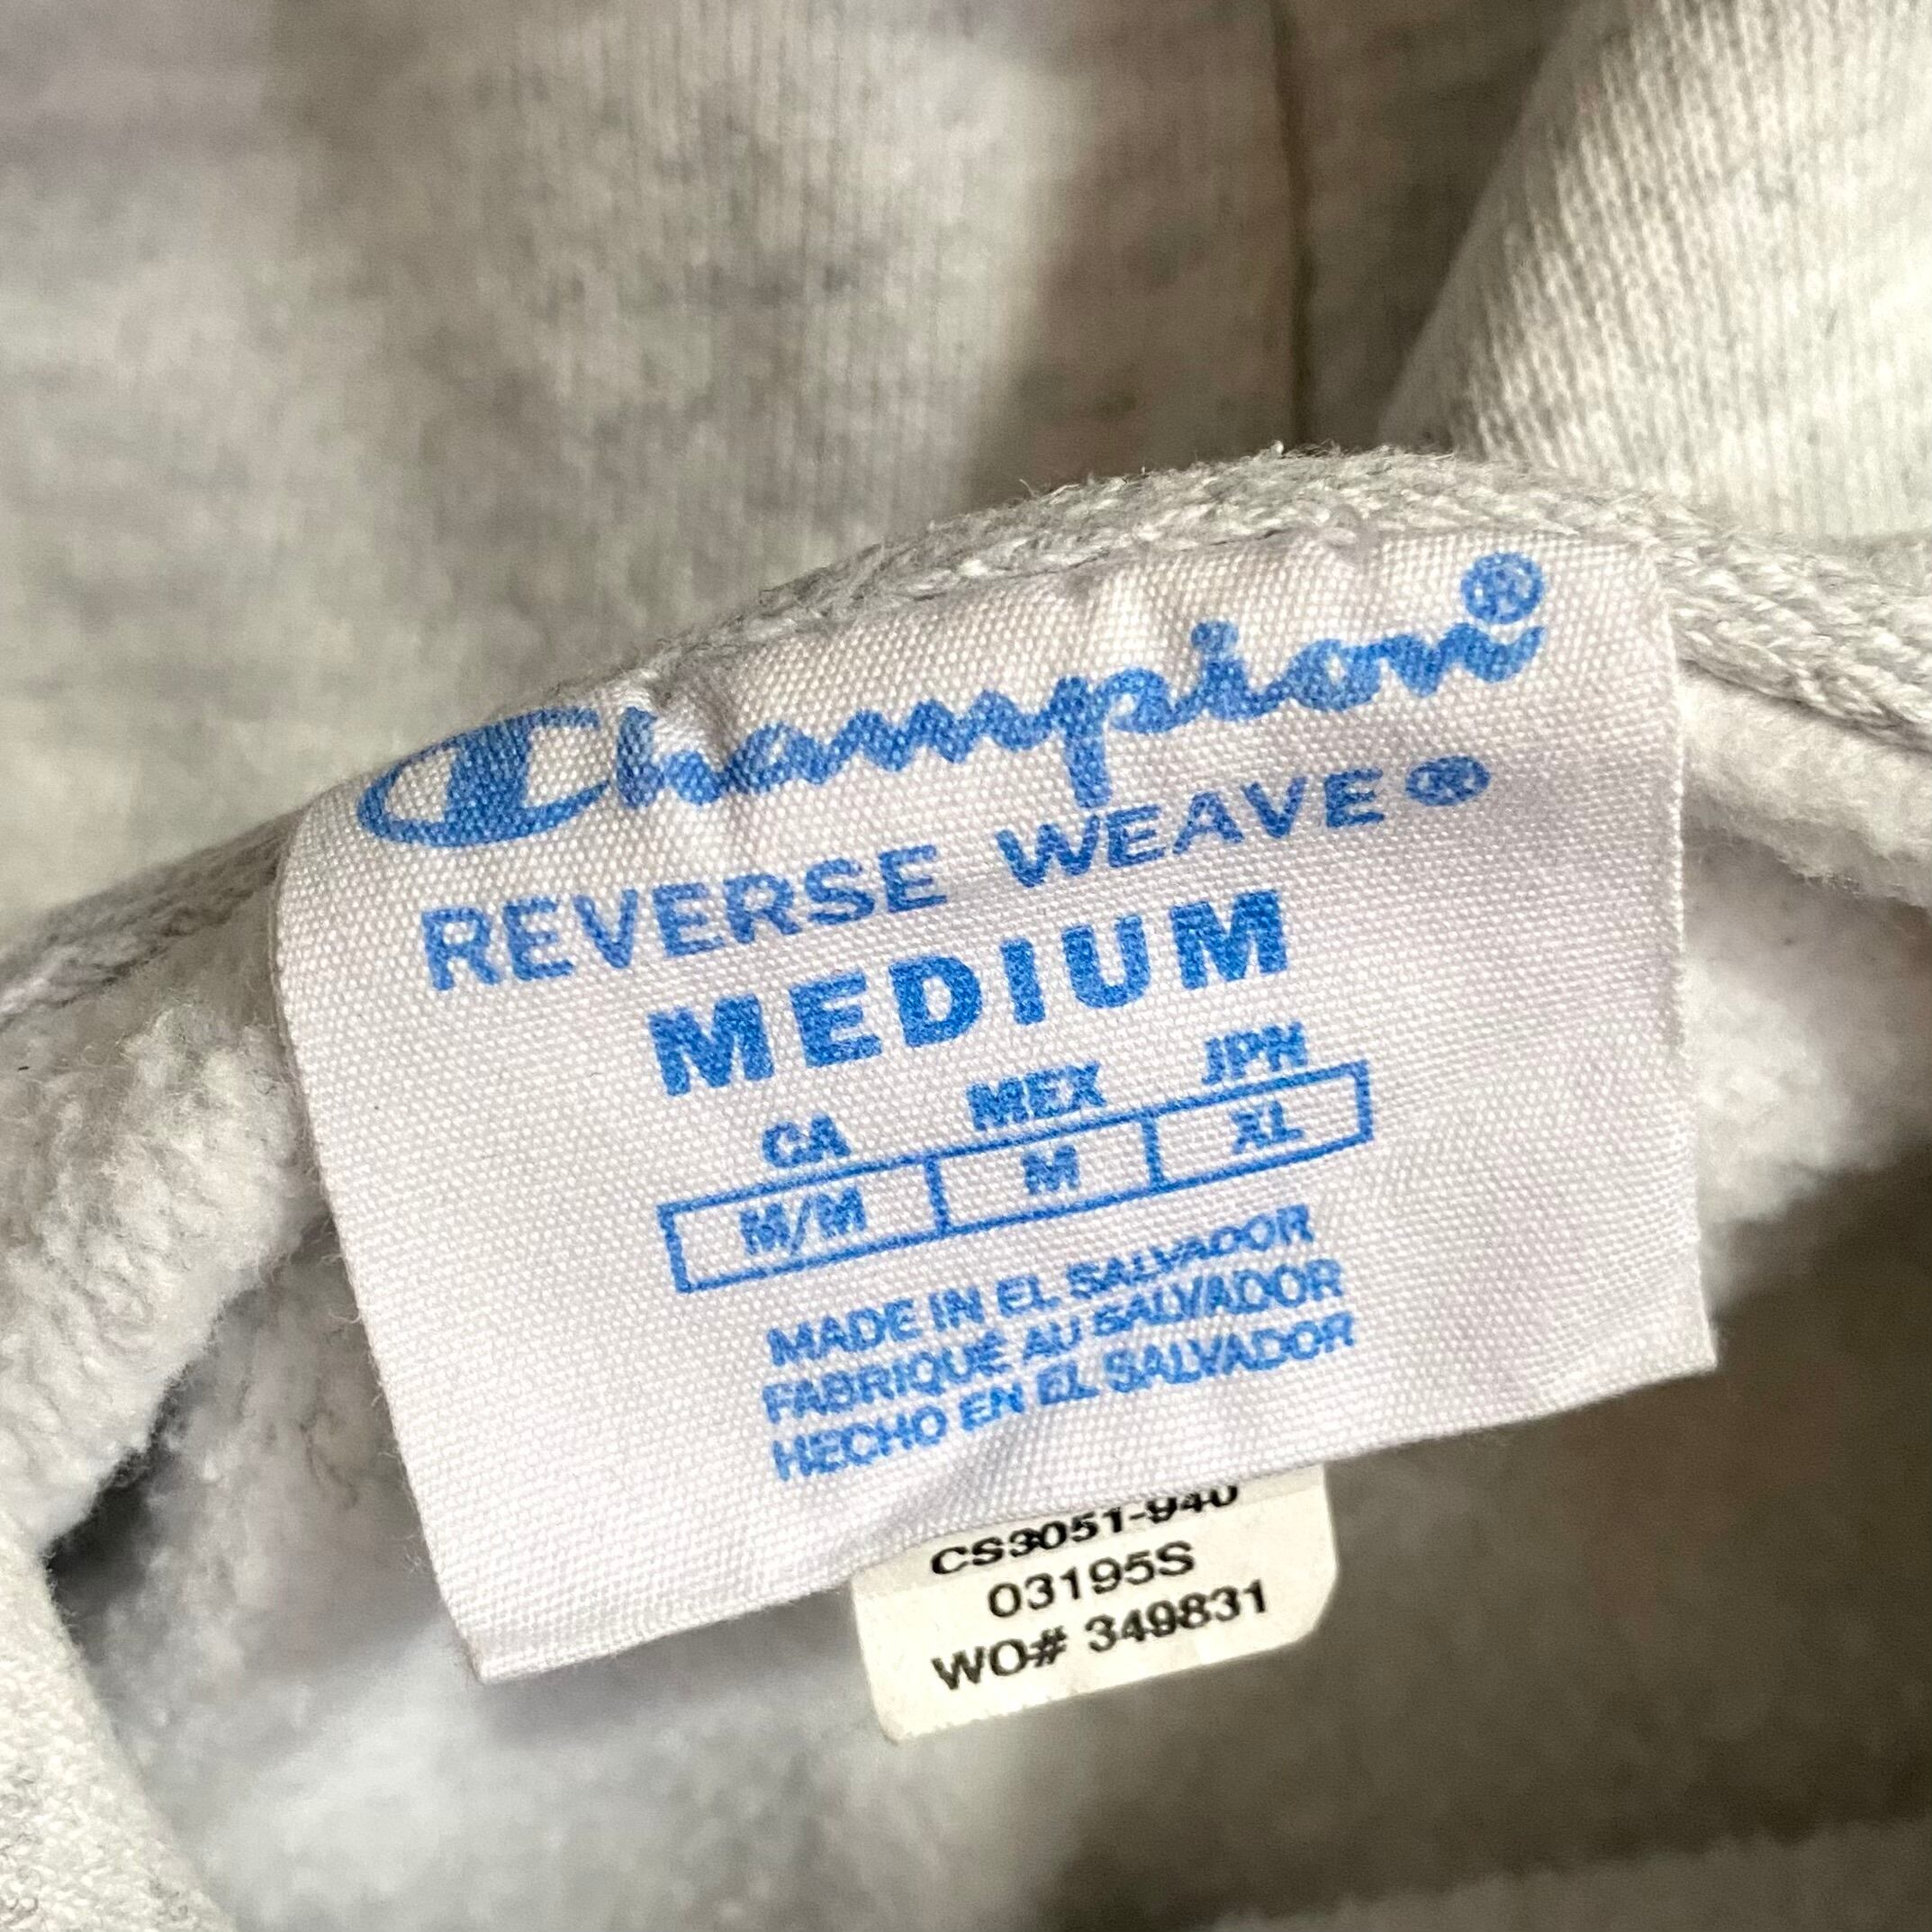 Champion®
REVERSE WEAVE®
MEDIUM
CA MEX JPN
M/M M XL
MADE IN EL SALVADOR
FABRIQUÉ AU SALVADOR
HECHO EN EL SALVADOR
CS3051-940
03195S
WO# 349831